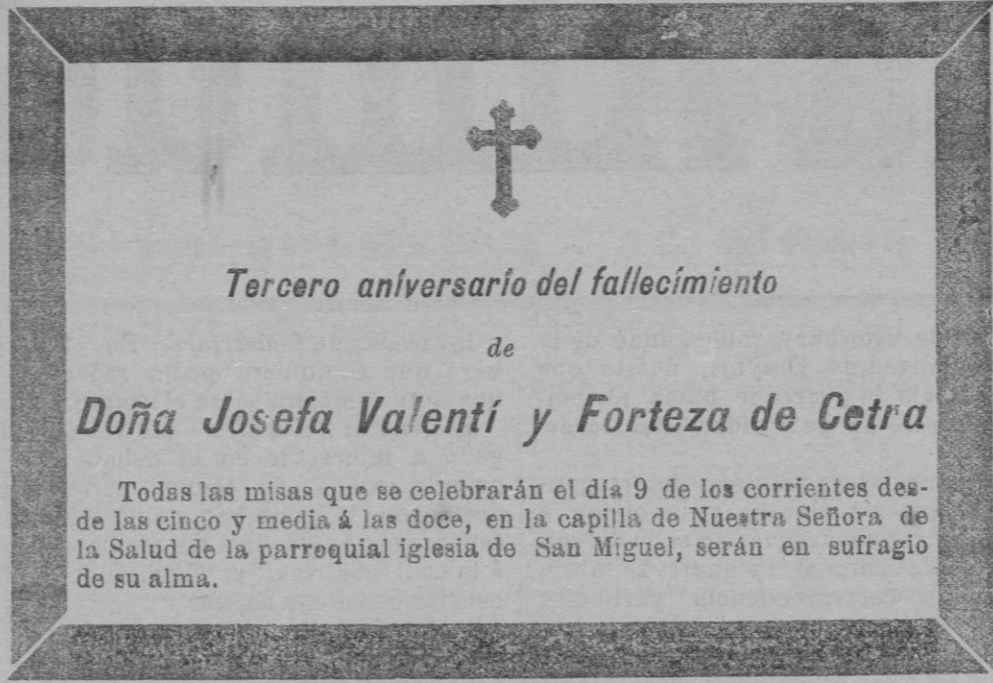 Tercero aniversario del fallecimiento
de
Doña Josefa Valentí y Forteza de Cetra
Todas las misas que se celebrarán el día 9 de los corrientes des-
de las cinco y media á las doce, en la capilla de Nuestra Señora de
la Salud de la parroquial iglesia de San Miguel, serán en sufragio
de su alma.